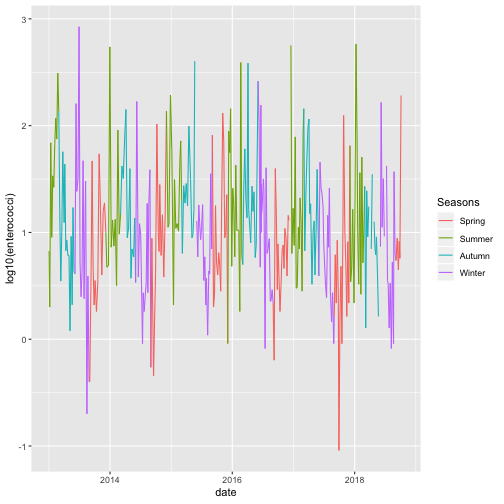 3
2
1
0
-1
log10(enterococci)
2014
2016
2018
date
Seasons
Spring
Summer
Autumn
Winter